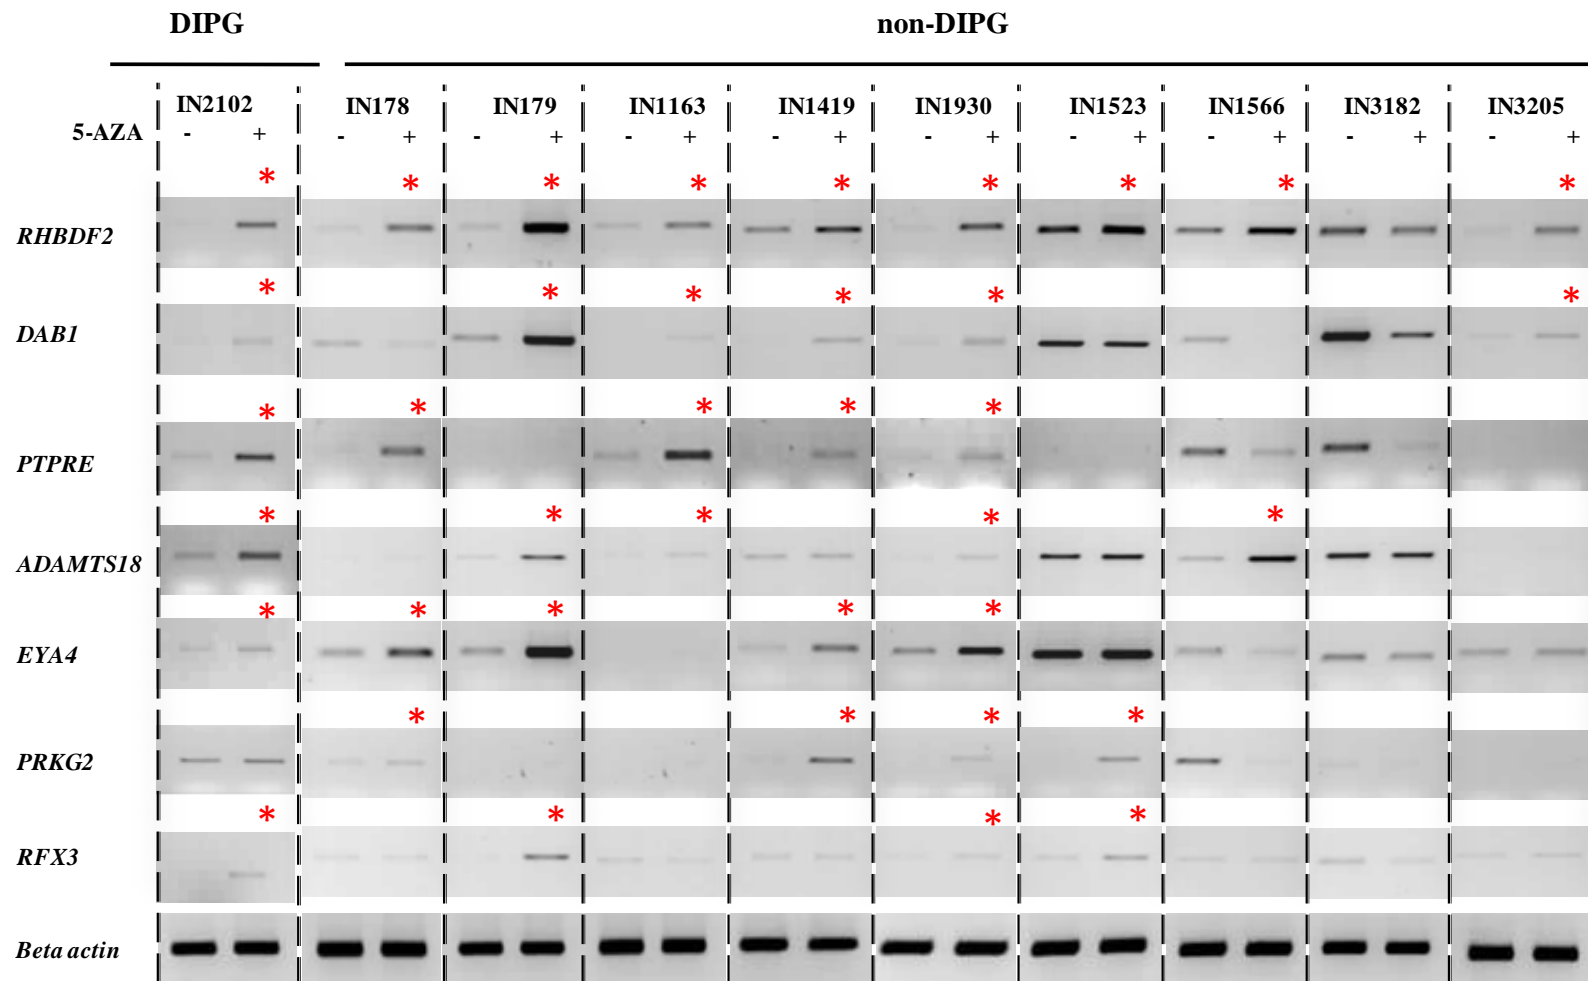 DIPG non-DIPG
IN2102 IN178 IN179 IN1163 IN1419 IN1930 IN1523 IN1566 IN3182 IN3205
5-AZA - + - + - + - + - + - + - + - + - + - +
* * * * * * * * *
RHBDF2
* * * * * *
DAB1
* * * * *
PTPRE
* * * * *
ADAMTS18
* * * * *
EYA4
* * * *
PRKG2
* * * *
RFX3
Beta actin